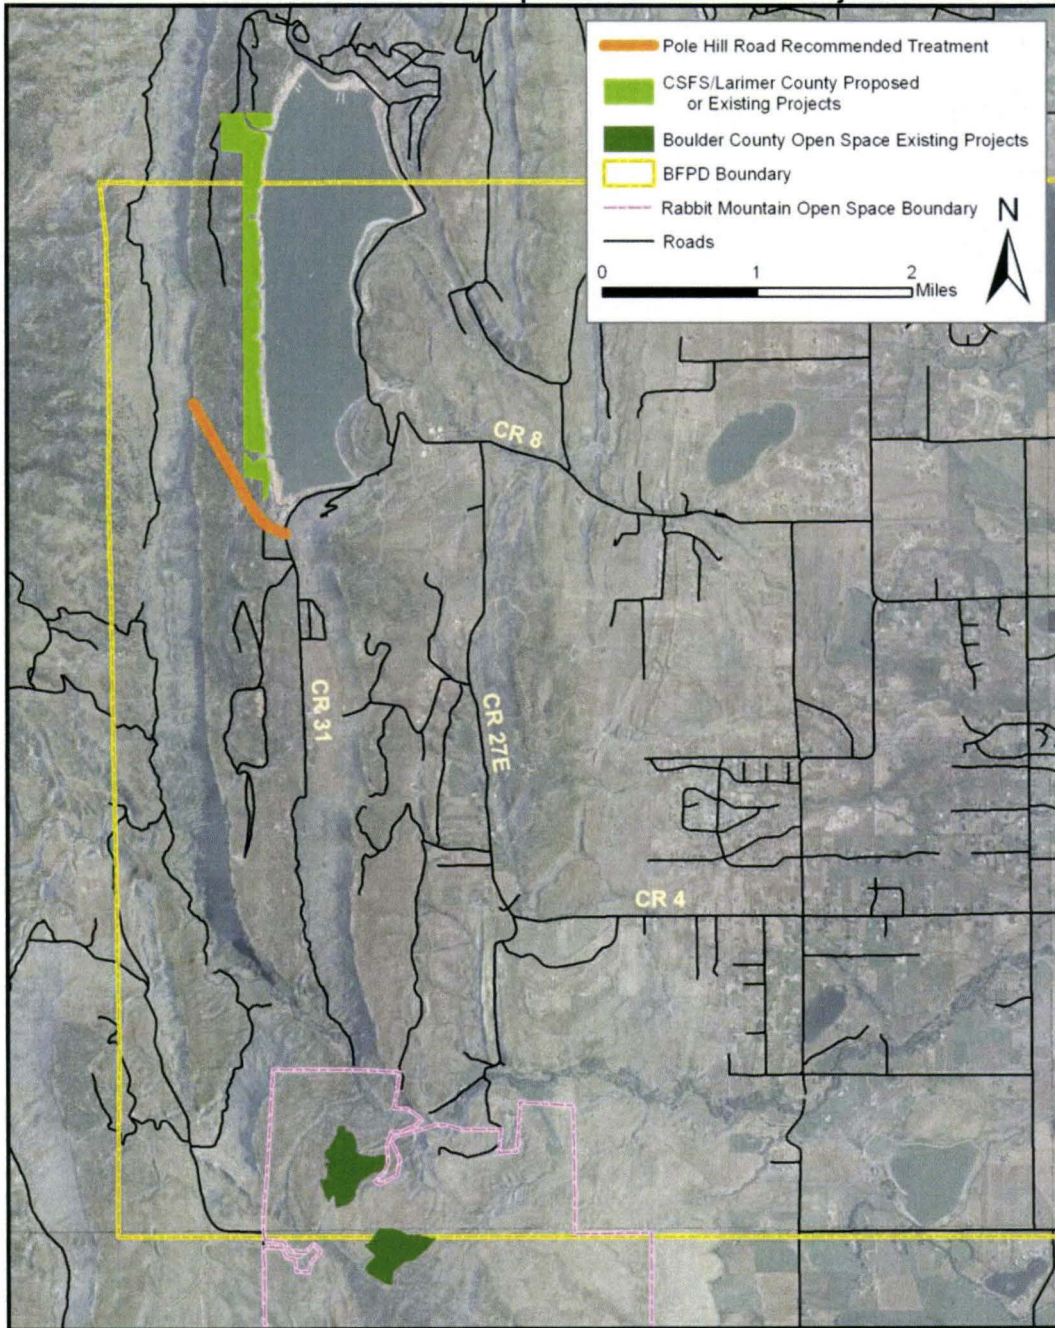 Pole Hill Road Recommended Treatment
CSFS/Larimer County Proposed
or Existing Projects
Boulder County Open Space Existing Projects
BFPD Boundary
Rabbit Mountain Open Space Boundary
N
Roads
0 1 2
Miles
CR 8
CR 31
CR 27E
CR 4